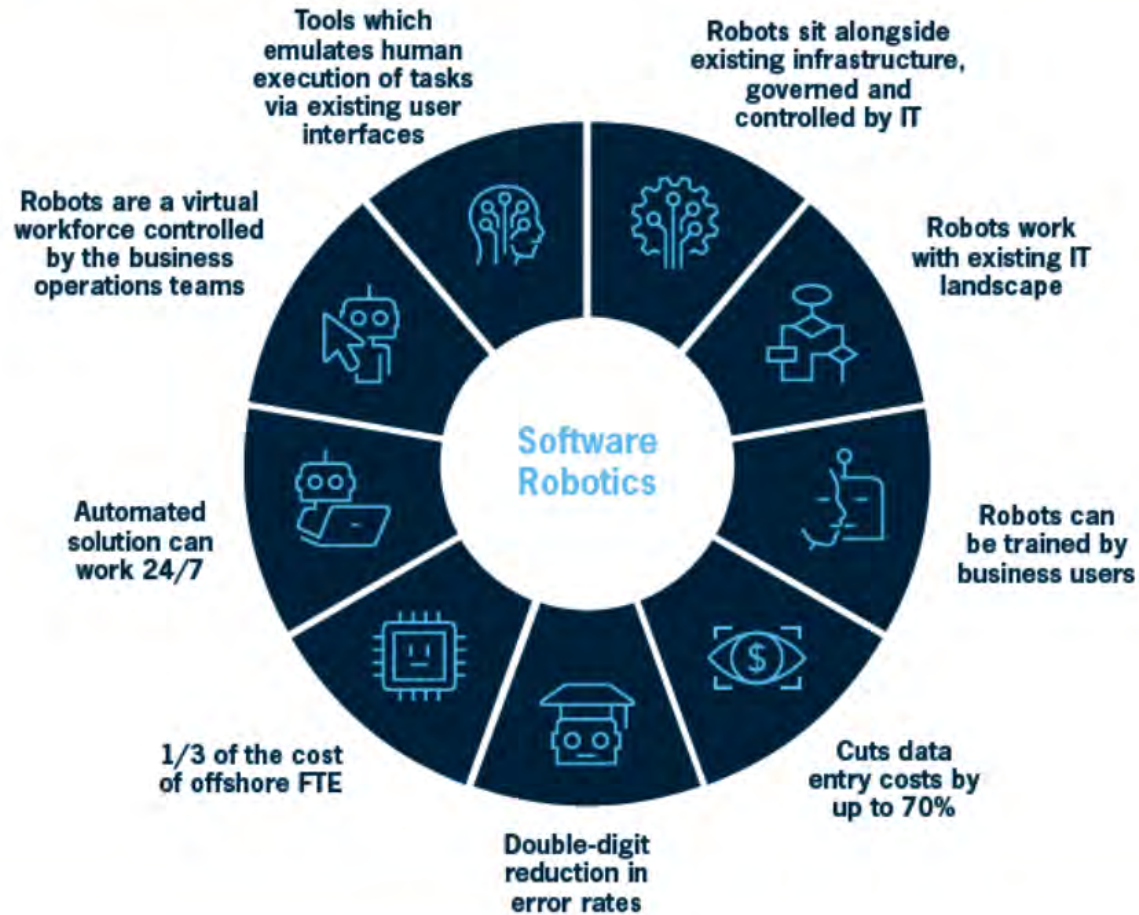 Tools which
emulates human
execution of tasks
via existing user
interfaces
Robots sit alongside
existing infrastructure,
governed and
controlled by IT
Robots are a virtual
workforce controlled
by the business
operations teams
Robots work
with existing IT
landscape
Software
Robotics
Automated
solution can
work 24/7
Robots can
be trained by
business users
1/3 of the cost
of offshore FTE
Cuts data
entry costs by
up to 70%
Double-digit
reduction in
error rates
$